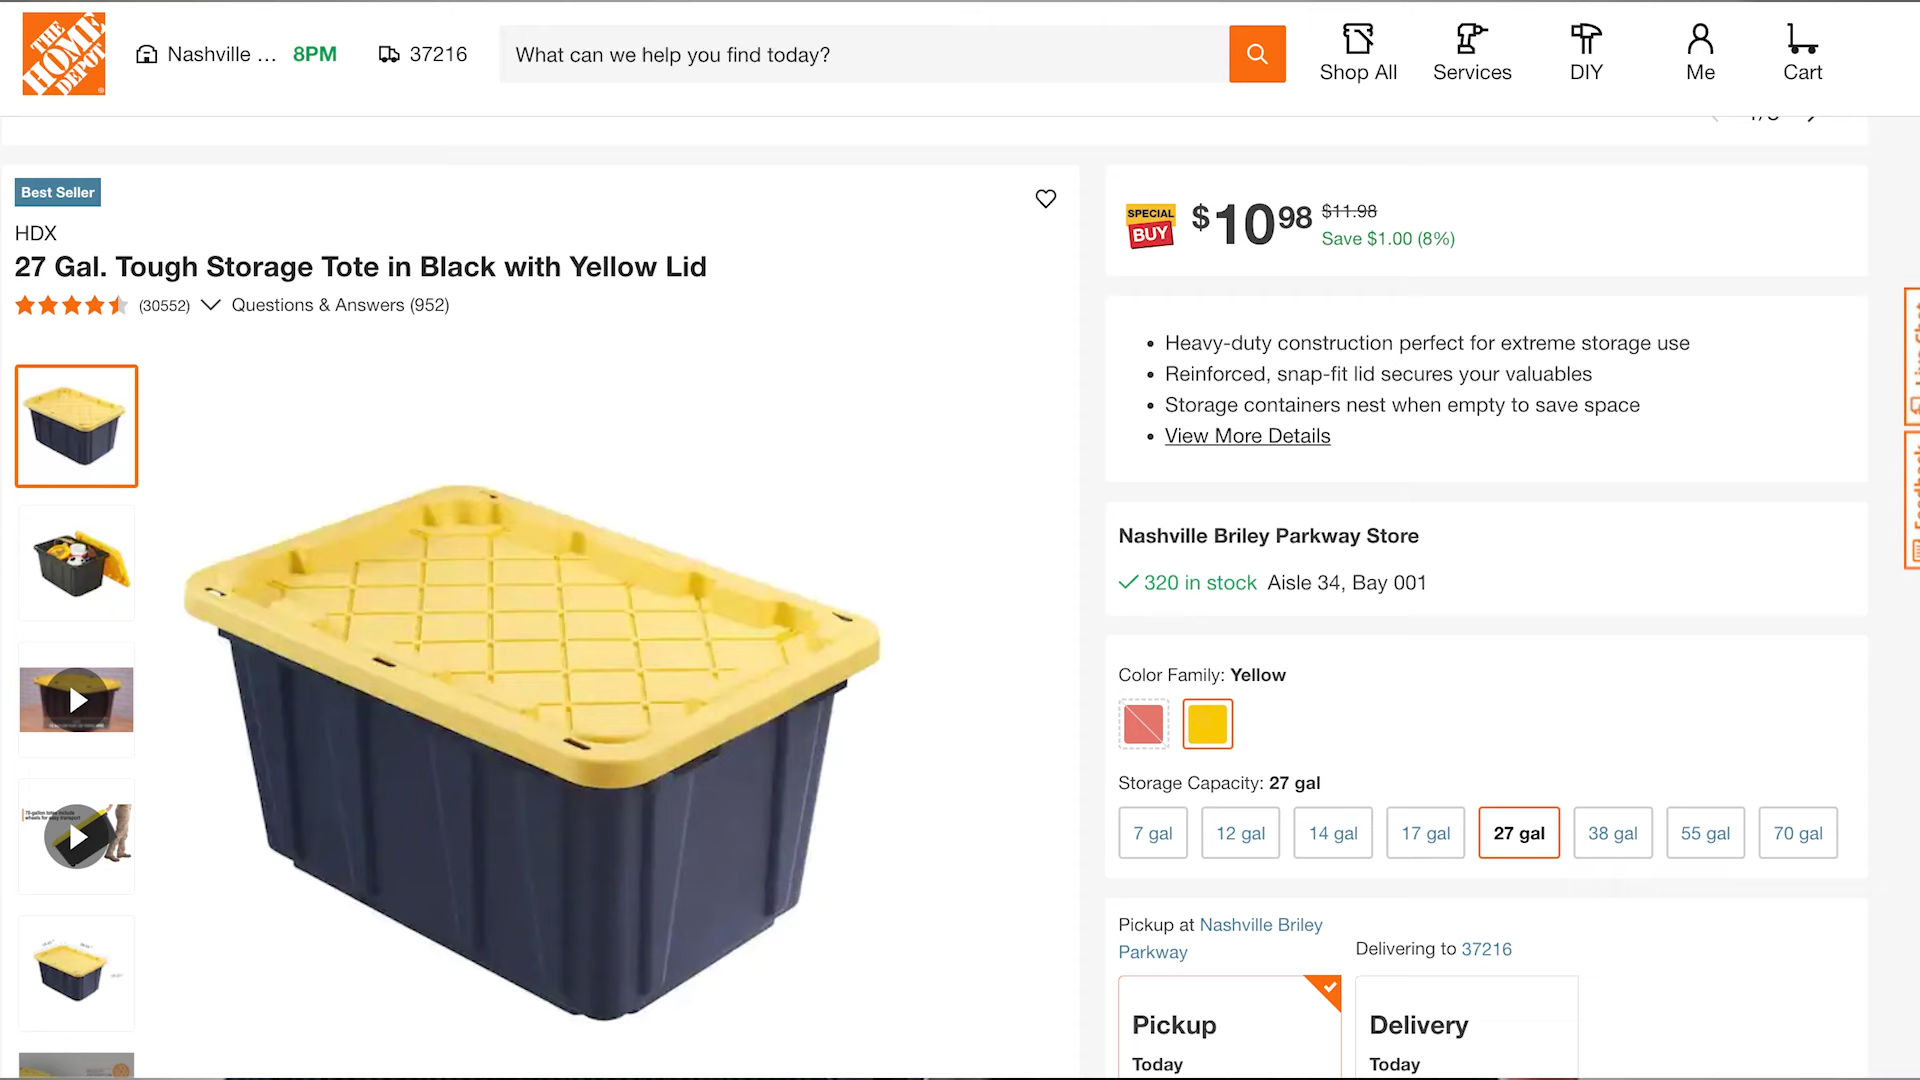 THE HOME DEPOT
Nashville ... 8PM
37216
What can we help you find today?
Shop All
Services
DIY
Me
Cart
Best Seller
HDX
27 Gal. Tough Storage Tote in Black with Yellow Lid
(30552)
Questions & Answers (952)
SPECIAL BUY
$10 98
$11.98
Save $1.00 (8%)
• Heavy-duty construction perfect for extreme storage use
• Reinforced, snap-fit lid secures your valuables
• Storage containers nest when empty to save space
• View More Details
Nashville Briley Parkway Store
320 in stock Aisle 34, Bay 001
Color Family: Yellow
Storage Capacity: 27 gal
7 gal
12 gal
14 gal
17 gal
27 gal
38 gal
55 gal
70 gal
Pickup at Nashville Briley
Parkway
Delivering to 37216
Pickup
Today
Delivery
Today